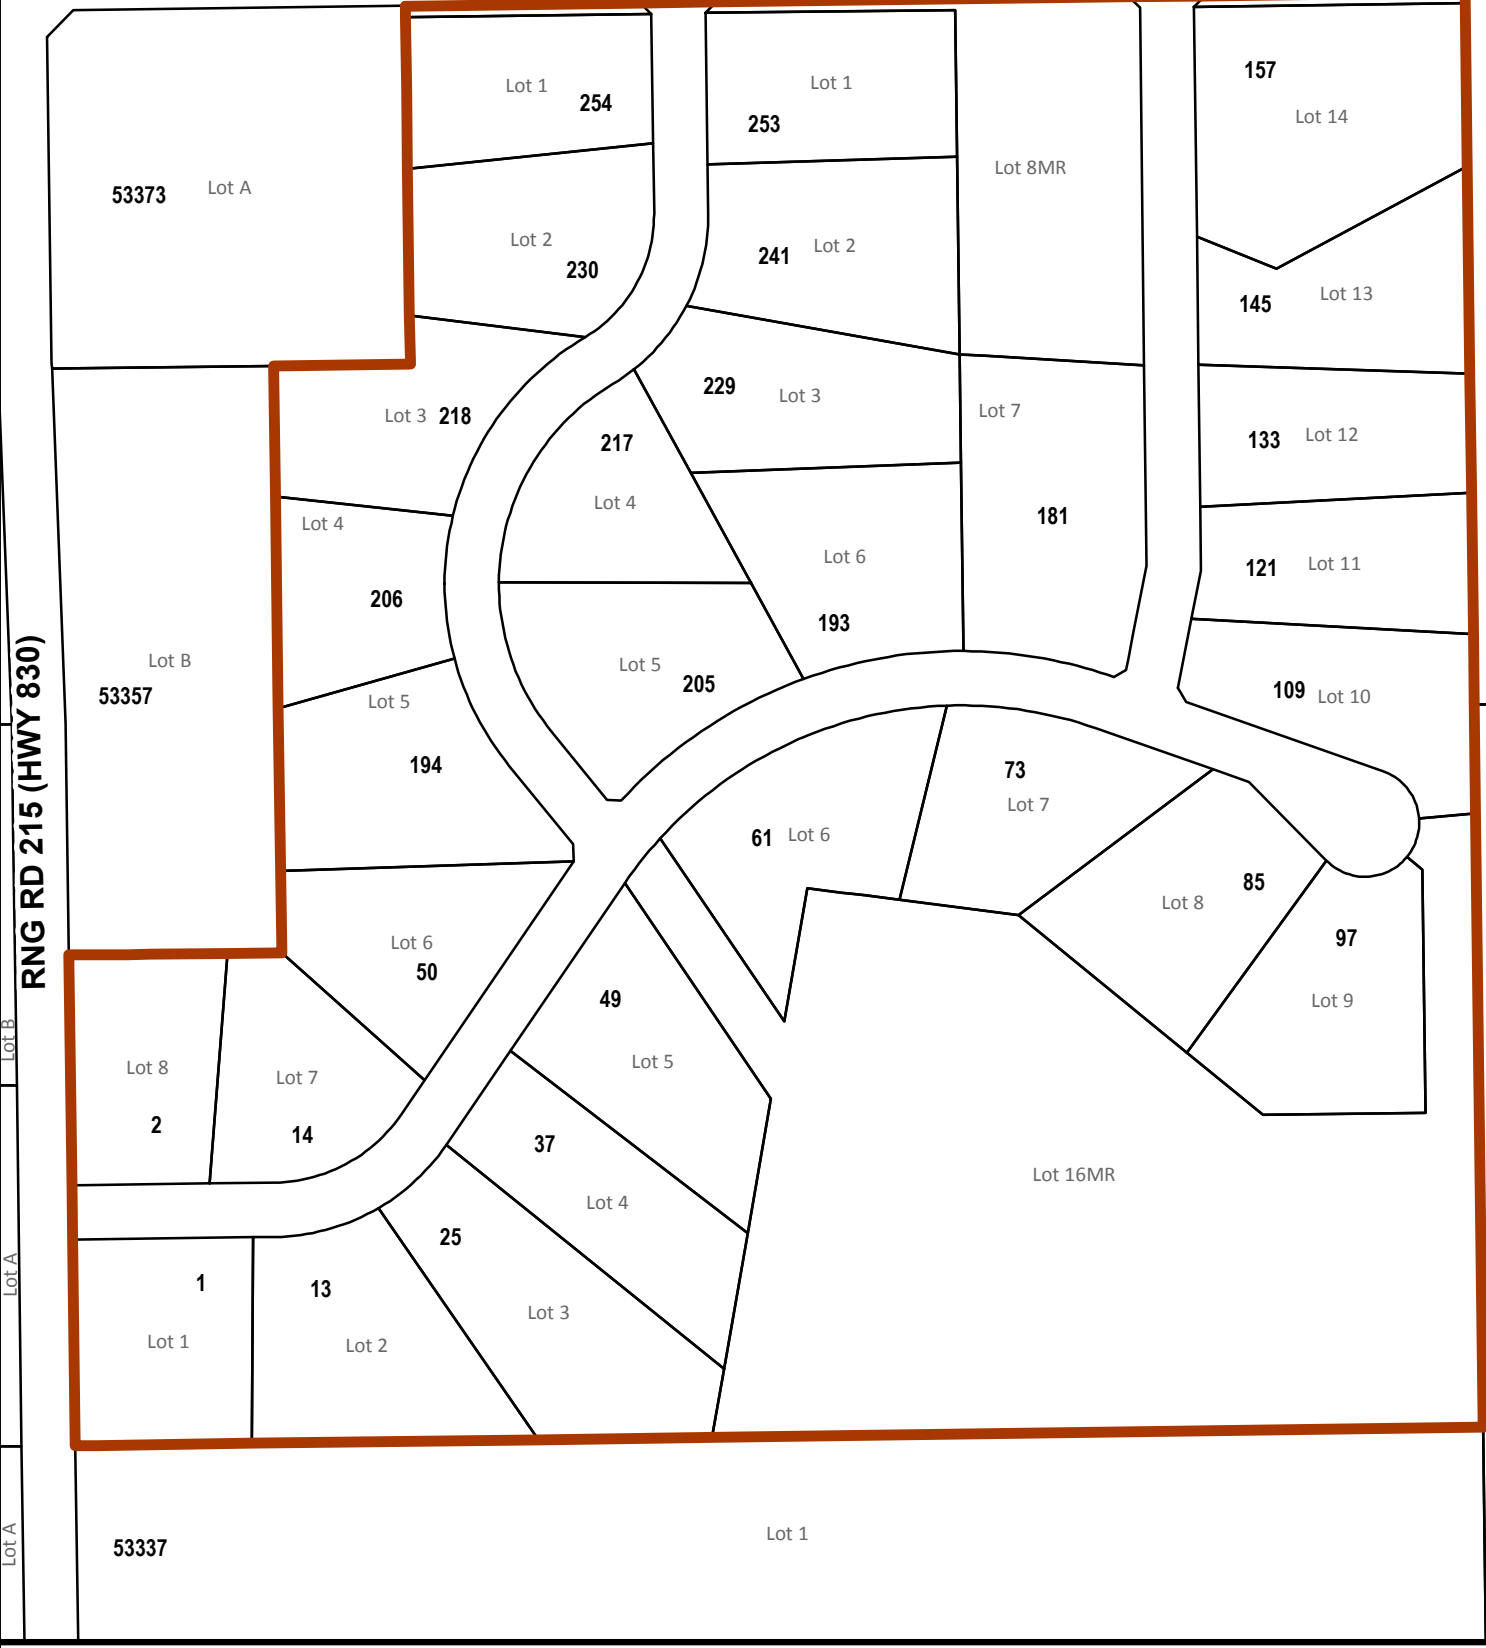 Lot 1
254
Lot 1
253
157
Lot 14
Lot 8MR
53373
Lot A
Lot 2
230
241
Lot 2
145
Lot 13
Lot 3
218
217
229
Lot 3
Lot 7
133
Lot 12
Lot 4
Lot 4
181
206
Lot 6
193
121
Lot 11
Lot B
53357
Lot 5
Lot 5
205
109
Lot 10
194
RNG RD 215 (HWY 830)
61
Lot 6
73
Lot 7
Lot 8
85
97
Lot 9
Lot 6
50
49
Lot 5
Lot B
Lot 8
2
Lot 7
14
37
Lot 4
Lot 16MR
25
Lot 3
Lot A
1
Lot 1
13
Lot 2
53337
Lot 1
Lot A